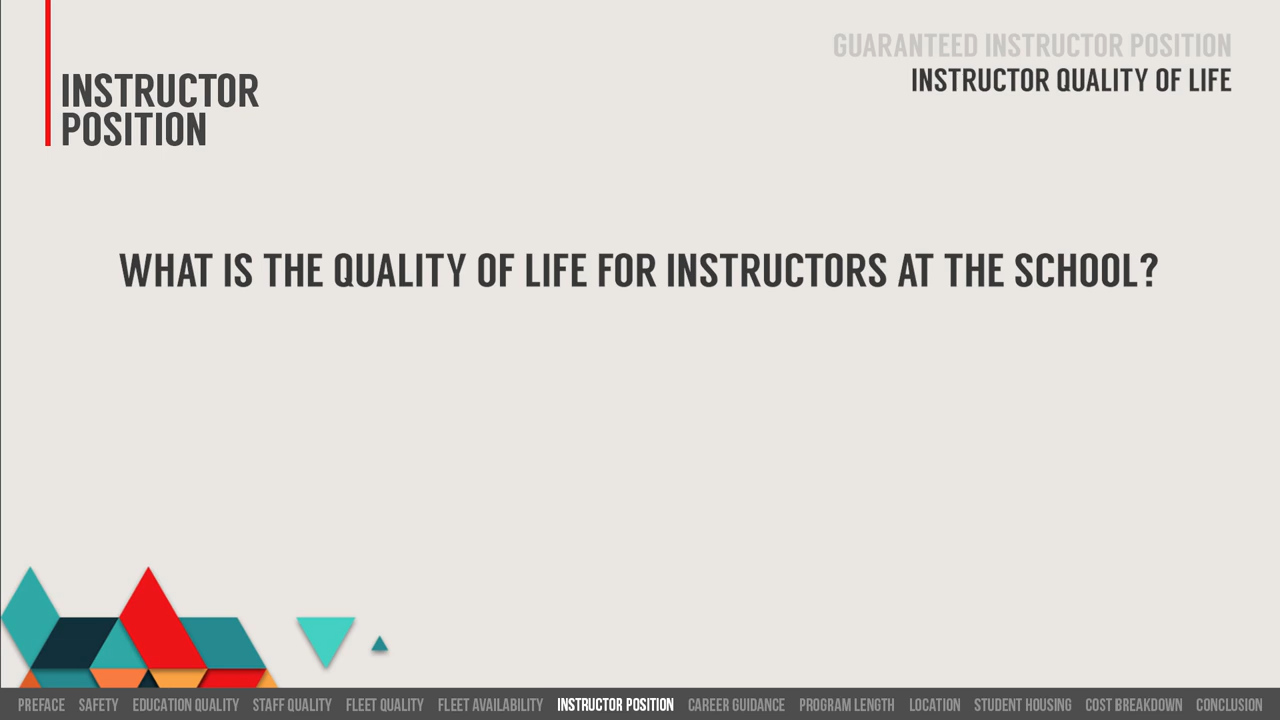 GUARANTEED INSTRUCTOR POSITION
INSTRUCTOR QUALITY OF LIFE
INSTRUCTOR
POSITION
WHAT IS THE QUALITY OF LIFE FOR INSTRUCTORS AT THE SCHOOL?
PREFACE SAFETY EDUCATION QUALITY STAFF QUALITY FLEET QUALITY FLEET AVAILABILITY INSTRUCTOR POSITION CAREER GUIDANCE PROGRAM LENGTH LOCATION STUDENT HOUSING COST BREAKDOWN CONCLUSION